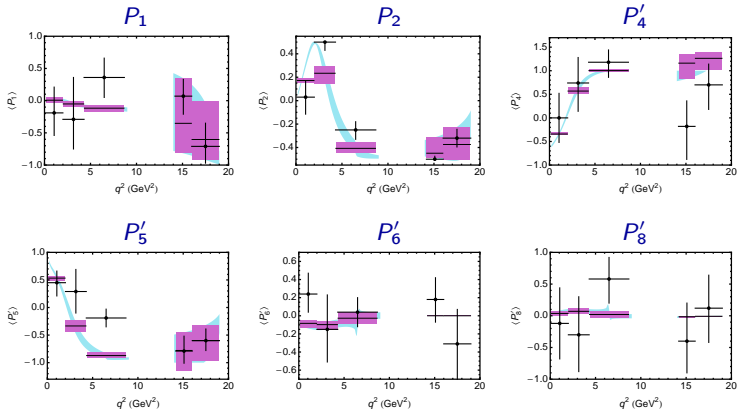 P₁ P₂ P′₄
1.0 0.5 0.0 −0.5 −1.0
⟨P₁⟩
0 5 10 15 20
q² (GeV²)
0.4 0.2 0.0 −0.2 −0.4
⟨P₂⟩
0 5 10 15 20
q² (GeV²)
1.5 1.0 0.5 0.0 −0.5 −1.0
⟨P′₄⟩
0 5 10 15 20
q² (GeV²)
P′₅ P′₆ P′₈
1.0 0.5 0.0 −0.5 −1.0
⟨P′₅⟩
0 5 10 15 20
q² (GeV²)
0.6 0.4 0.2 0.0 −0.2 −0.4 −0.6
⟨P′₆⟩
0 5 10 15 20
q² (GeV²)
1.0 0.5 0.0 −0.5 −1.0
⟨P′₈⟩
0 5 10 15 20
q² (GeV²)